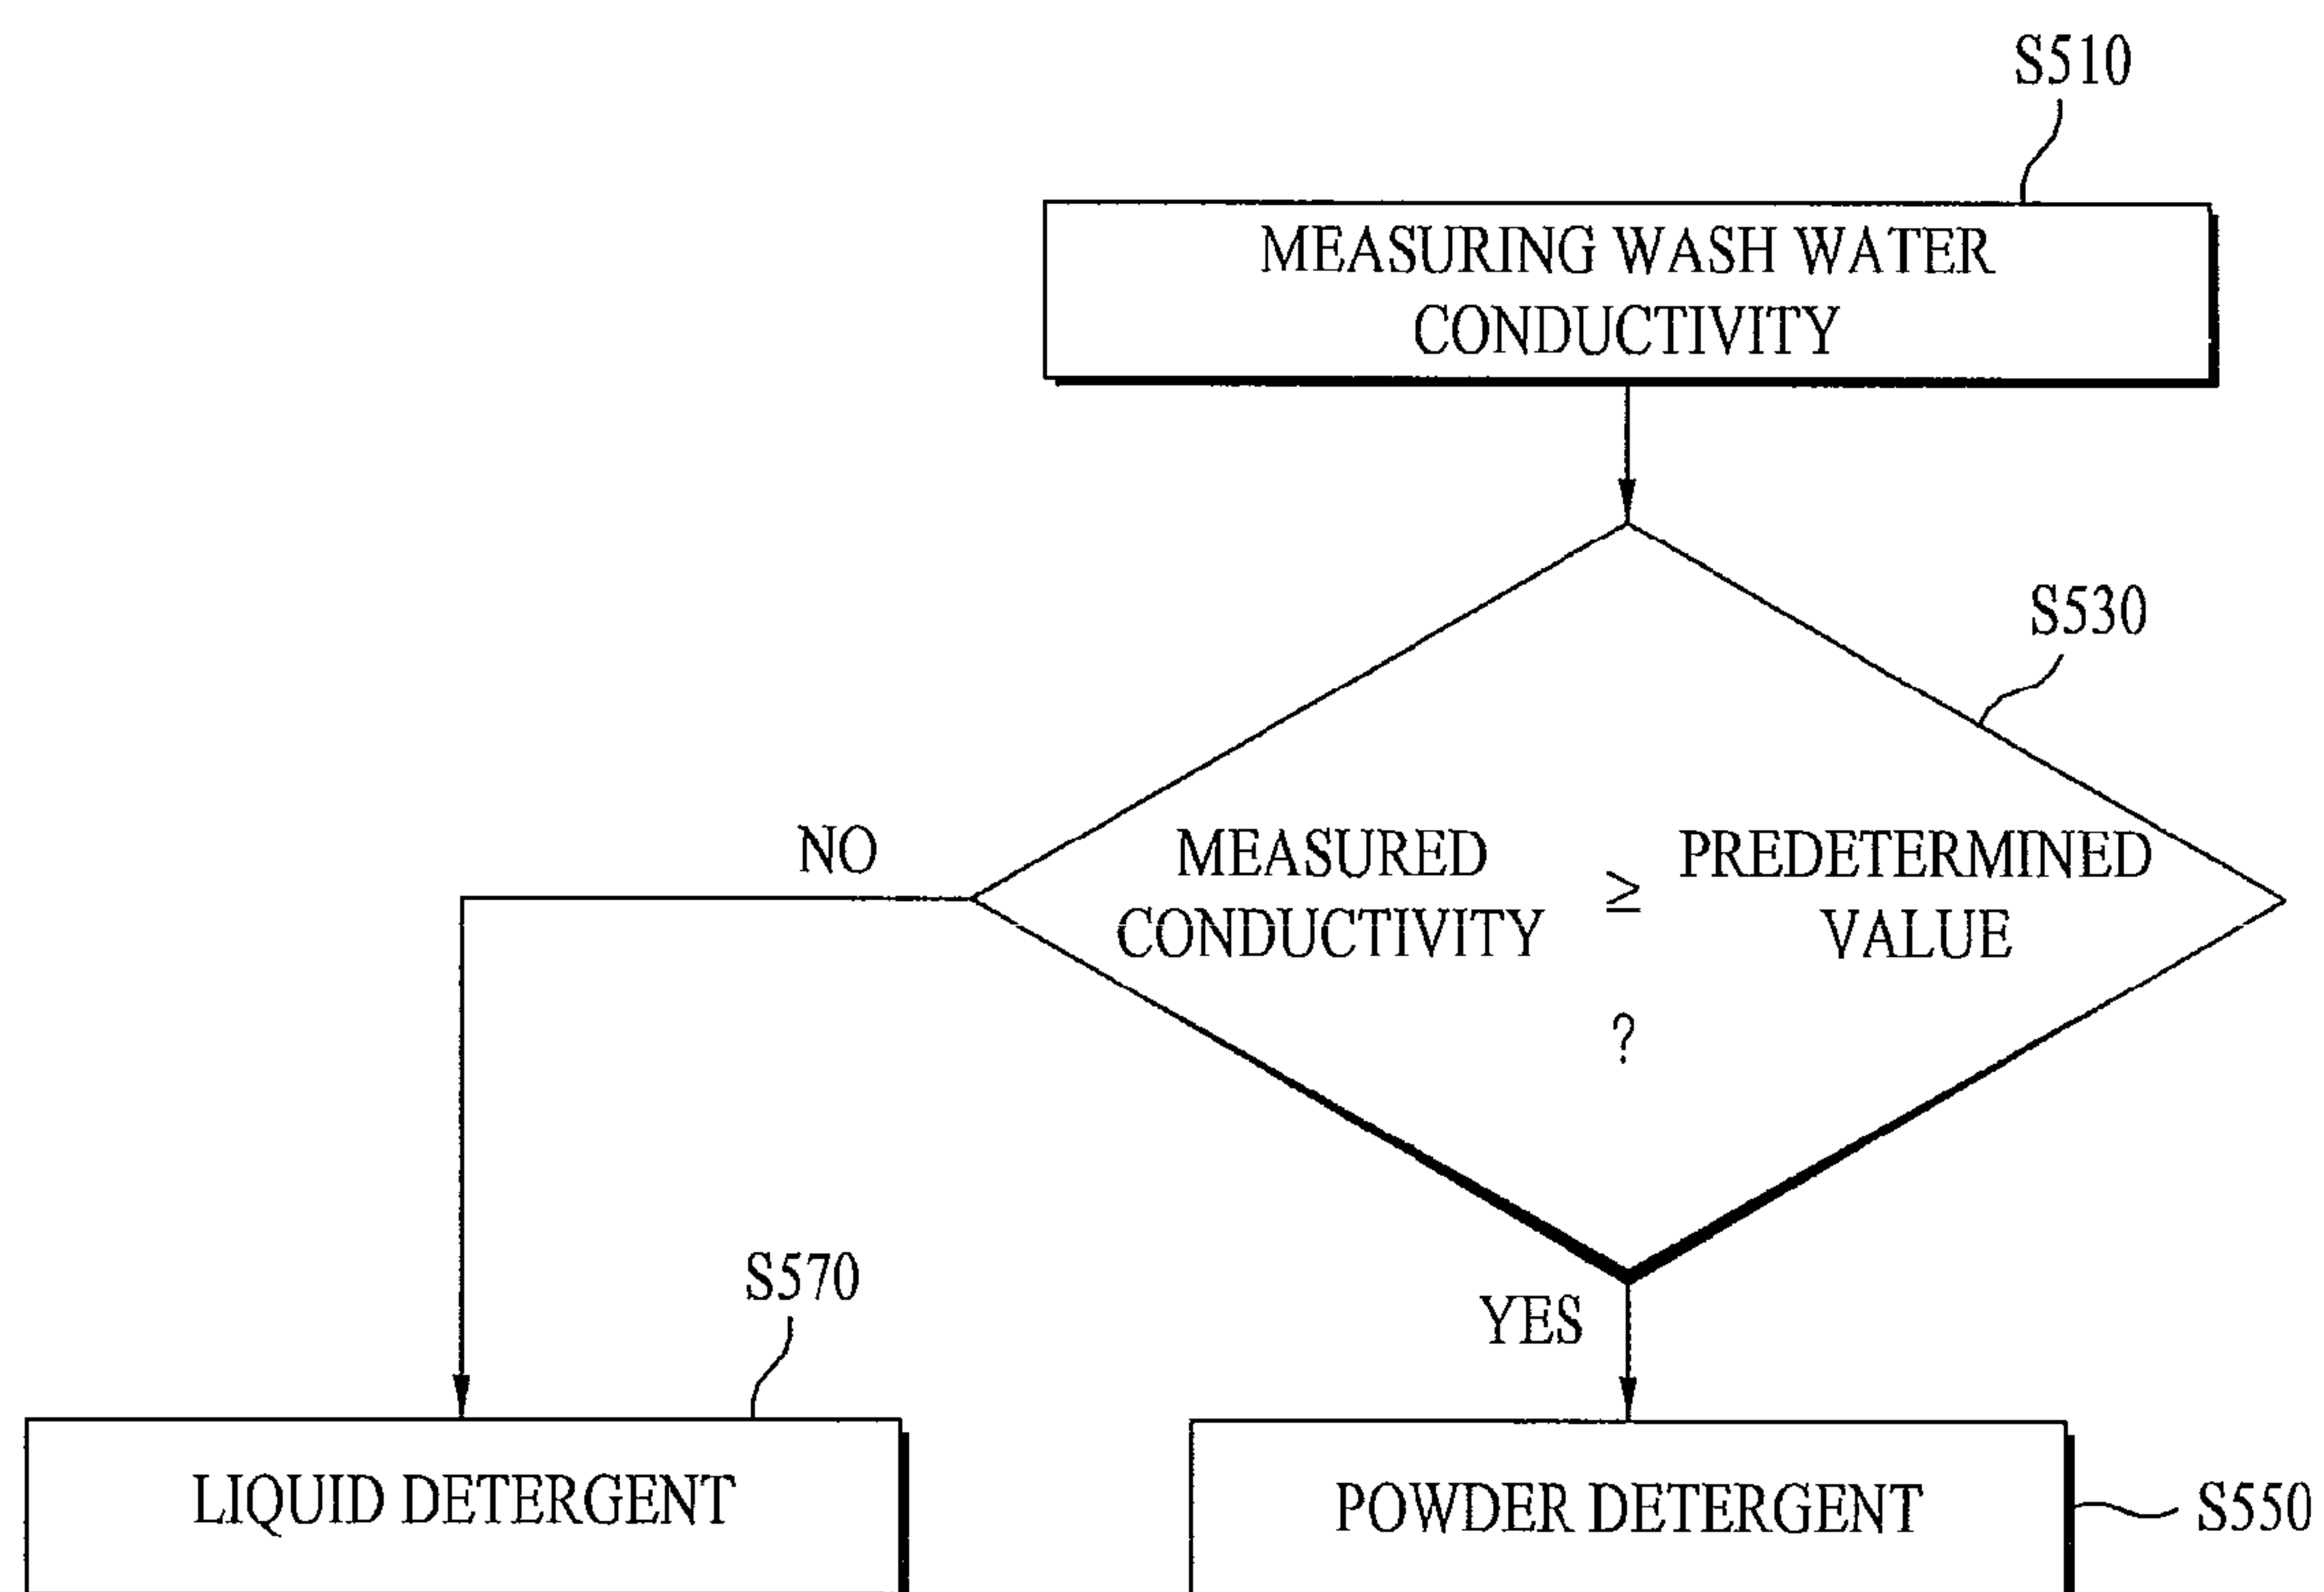 S510
MEASURING WASH WATER
CONDUCTIVITY
S530
NO
MEASURED
CONDUCTIVITY
≥
PREDETERMINED
VALUE
?
S570
YES
LIQUID DETERGENT
POWDER DETERGENT
S550